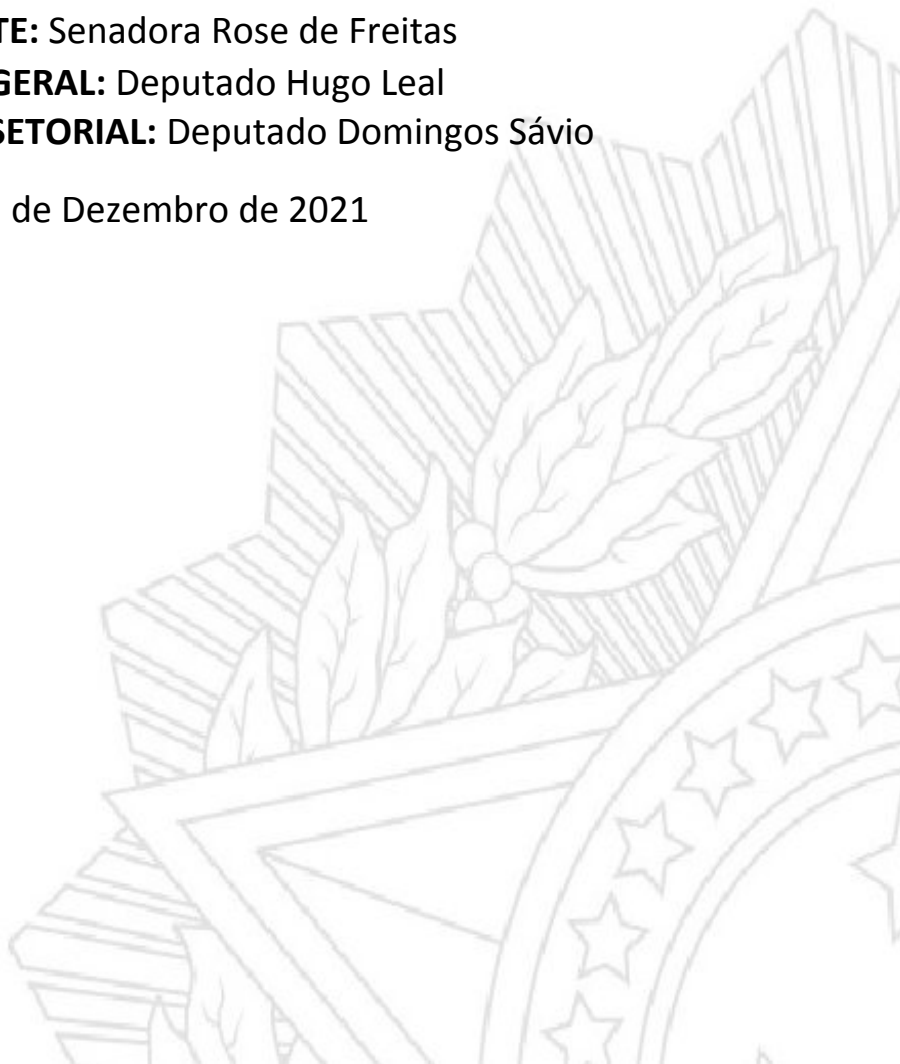 TE: Senadora Rose de Freitas
GERAL: Deputado Hugo Leal
SETORIAL: Deputado Domingos Sávio
de Dezembro de 2021